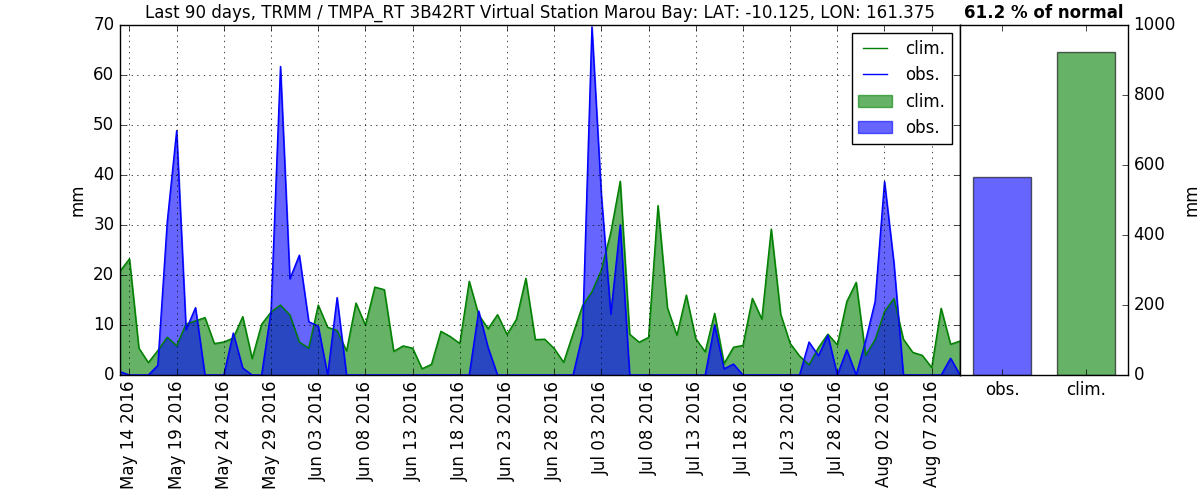 Last 90 days, TRMM / TMPA_RT 3B42RT Virtual Station Marou Bay: LAT: -10.125, LON: 161.375
61.2 % of normal
70
60
50
40
30
20
10
0
mm
clim.
obs.
clim.
obs.
1000
800
600
400
200
0
mm
May 14 2016
May 19 2016
May 24 2016
May 29 2016
Jun 03 2016
Jun 08 2016
Jun 13 2016
Jun 18 2016
Jun 23 2016
Jun 28 2016
Jul 03 2016
Jul 08 2016
Jul 13 2016
Jul 18 2016
Jul 23 2016
Jul 28 2016
Aug 02 2016
Aug 07 2016
obs.
clim.